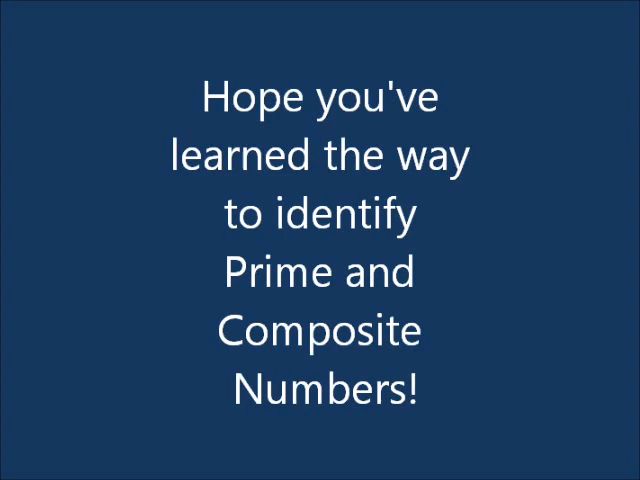 Hope you've
learned the way
to identify
Prime and
Composite
Numbers!